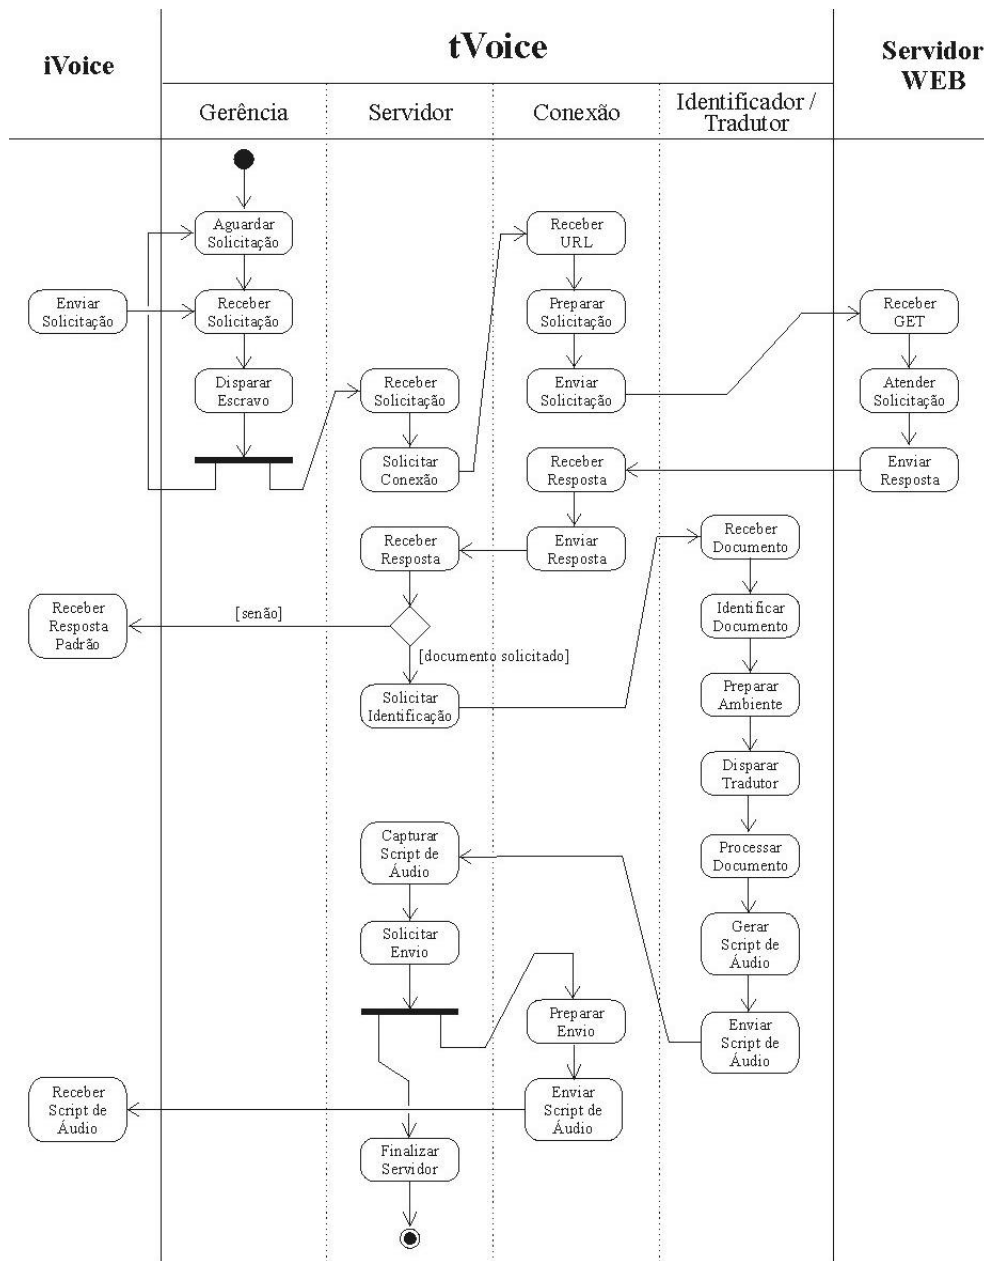 iVoice
tVoice
Servidor
WEB
Gerência
Servidor
Conexão
Identificador /
Tradutor
Aguardar
Solicitação
Receber
URL
Enviar
Solicitação
Receber
Solicitação
Preparar
Solicitação
Receber
GET
Disparar
Escravo
Receber
Solicitação
Enviar
Solicitação
Atender
Solicitação
Solicitar
Conexão
Receber
Resposta
Enviar
Resposta
Receber
Resposta
Enviar
Resposta
Receber
Documento
Receber
Resposta
Padrão
[senão]
Identificar
Documento
[documento solicitado]
Solicitar
Identificação
Preparar
Ambiente
Disparar
Tradutor
Capturar
Script de
Áudio
Processar
Documento
Solicitar
Envio
Gerar
Script de
Áudio
Preparar
Envio
Enviar
Script de
Áudio
Receber
Script de
Áudio
Enviar
Script de
Áudio
Finalizar
Servidor